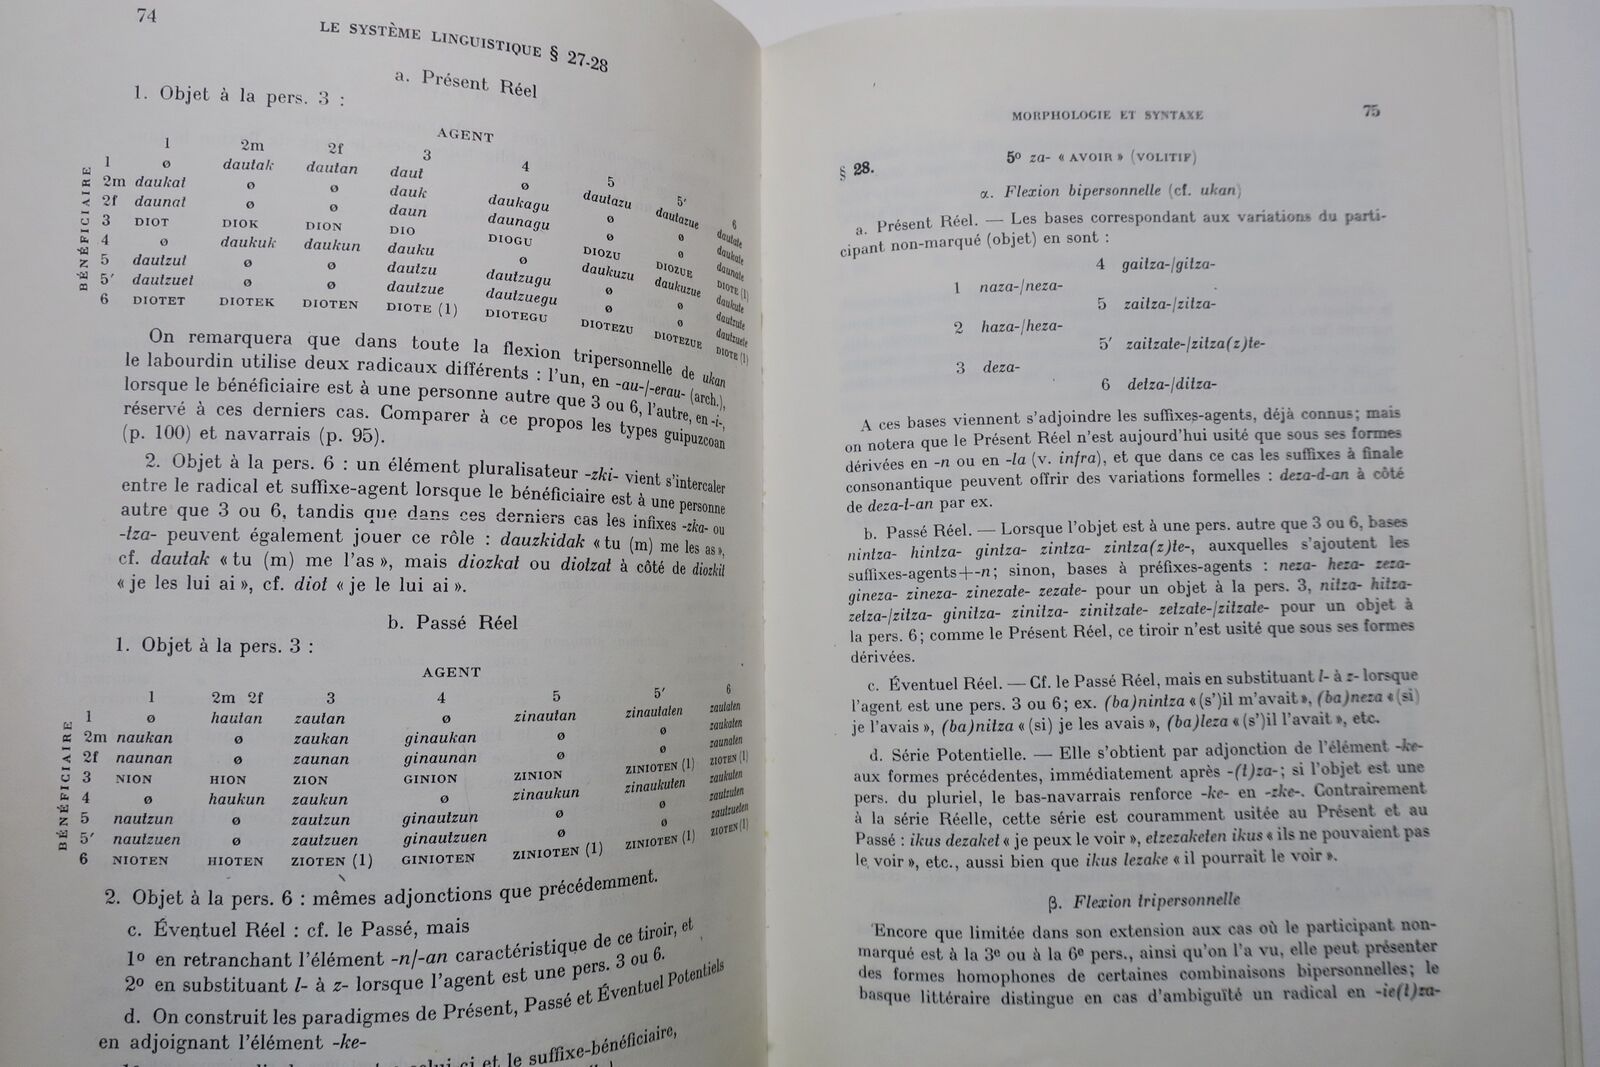 74
LE SYSTÈME LINGUISTIQUE § 27-28
a. Présent Réel
1. Objet à la pers. 3 :
AGENT
1 2m 2f 3 4 5 5′ 6
BÉNÉFICIAIRE
1 ø dautak dautan daut ø dautazu dautazue dautate
2m daukat ø ø dauk daukagu ø ø daukate
2f daunat ø ø daun daunagu ø ø daunate
3 DIOT DIOK DION DIO DIOGU DIOZU DIOZUE DIOTE (1)
4 ø daukuk daukun dauku ø daukuzu daukuzue daukute
5 dautzut ø ø dautzu dautzugu ø ø dautzute
5′ dautzuet ø ø dautzue dautzuegu ø ø dautzuete
6 DIOTET DIOTEK DIOTEN DIOTE (1) DIOTEGU DIOTEZU DIOTEZUE DIOTE (1)
On remarquera que dans toute la flexion tripersonnelle de ukan
le labourdin utilise deux radicaux différents : l'un, en -au-/-erau- (arch.),
lorsque le bénéficiaire est à une personne autre que 3 ou 6, l'autre, en -i-,
réservé à ces derniers cas. Comparer à ce propos les types guipuzcoan
(p. 100) et navarrais (p. 95).
2. Objet à la pers. 6 : un élément pluralisateur -zki- vient s'intercaler
entre le radical et suffixe-agent lorsque le bénéficiaire est à une personne
autre que 3 ou 6, tandis que dans ces derniers cas les infixes -zka- ou
-tza- peuvent également jouer ce rôle : dauzkidak « tu (m) me les as »,
cf. dautak « tu (m) me l'as », mais diozkat ou diotzat à côté de diozkit
« je les lui ai », cf. diot « je le lui ai ».
b. Passé Réel
1. Objet à la pers. 3 :
AGENT
1 2m 2f 3 4 5 5′ 6
BÉNÉFICIAIRE
1 ø hautan zautan ø zinautan zinautaten zautaten
2m naukan ø zaukan ginaukan ø ø zaukaten
2f naunan ø zaunan ginaunan ø ø zaunaten
3 NION HION ZION GINION ZINION ZINIOTEN (1) ZIOTEN (1)
4 ø haukun zaukun ø zinaukun zinaukuten zaukuten
5 nautzun ø zautzun ginautzun ø ø zautzuten
5′ nautzuen ø zautzuen ginautzuen ø ø zautzueten
6 NIOTEN HIOTEN ZIOTEN (1) GINIOTEN ZINIOTEN (1) ZINIOTEN (1) ZIOTEN (1)
2. Objet à la pers. 6 : mêmes adjonctions que précédemment.
c. Éventuel Réel : cf. le Passé, mais
1º en retranchant l'élément -n/-an caractéristique de ce tiroir, et
2º en substituant l- à z- lorsque l'agent est une pers. 3 ou 6.
d. On construit les paradigmes de Présent, Passé et Éventuel Potentiels
en adjoignant l'élément -ke-
et le suffixe-bénéficiaire,
MORPHOLOGIE ET SYNTAXE
75
§ 28.
5º za- « AVOIR » (VOLITIF)
α. Flexion bipersonnelle (cf. ukan)
a. Présent Réel. — Les bases correspondant aux variations du parti-
cipant non-marqué (objet) en sont :
4 gaitza-/gitza-
1 naza-/neza-
5 zaitza-/zitza-
2 haza-/heza-
5′ zaitzate-/zitza(z)te-
3 deza-
6 detza-/ditza-
A ces bases viennent s'adjoindre les suffixes-agents, déjà connus; mais
on notera que le Présent Réel n'est aujourd'hui usité que sous ses formes
dérivées en -n ou en -la (v. infra), et que dans ce cas les suffixes à finale
consonantique peuvent offrir des variations formelles : deza-d-an à côté
de deza-t-an par ex.
b. Passé Réel. — Lorsque l'objet est à une pers. autre que 3 ou 6, bases
nintza- hintza- gintza- zintza- zintza(z)te-, auxquelles s'ajoutent les
suffixes-agents+-n; sinon, bases à préfixes-agents : neza- heza- zeza-
gineza- zineza- zinezate- zezate- pour un objet à la pers. 3, nitza- hitza-
zetza-/zitza- ginitza- zinitza- zinitzate- zetzate-/zitzate- pour un objet à
la pers. 6; comme le Présent Réel, ce tiroir n'est usité que sous ses formes
dérivées.
c. Éventuel Réel. — Cf. le Passé Réel, mais en substituant l- à z- lorsque
l'agent est une pers. 3 ou 6; ex. (ba)nintza « (s')il m'avait », (ba)neza « (si)
je l'avais », (ba)nitza « (si) je les avais », (ba)leza « (s')il l'avait », etc.
d. Série Potentielle. — Elle s'obtient par adjonction de l'élément -ke-
aux formes précédentes, immédiatement après -(t)za-; si l'objet est une
pers. du pluriel, le bas-navarrais renforce -ke- en -zke-. Contrairement
à la série Réelle, cette série est couramment usitée au Présent et au
Passé : ikus dezaket « je peux le voir », etzezaketen ikus « ils ne pouvaient pas
le voir », etc., aussi bien que ikus lezake « il pourrait le voir ».
β. Flexion tripersonnelle
Encore que limitée dans son extension aux cas où le participant non-
marqué est à la 3e ou à la 6e pers., ainsi qu'on l'a vu, elle peut présenter
des formes homophones de certaines combinaisons bipersonnelles; le
basque littéraire distingue en cas d'ambiguïté un radical en -ie(t)za-